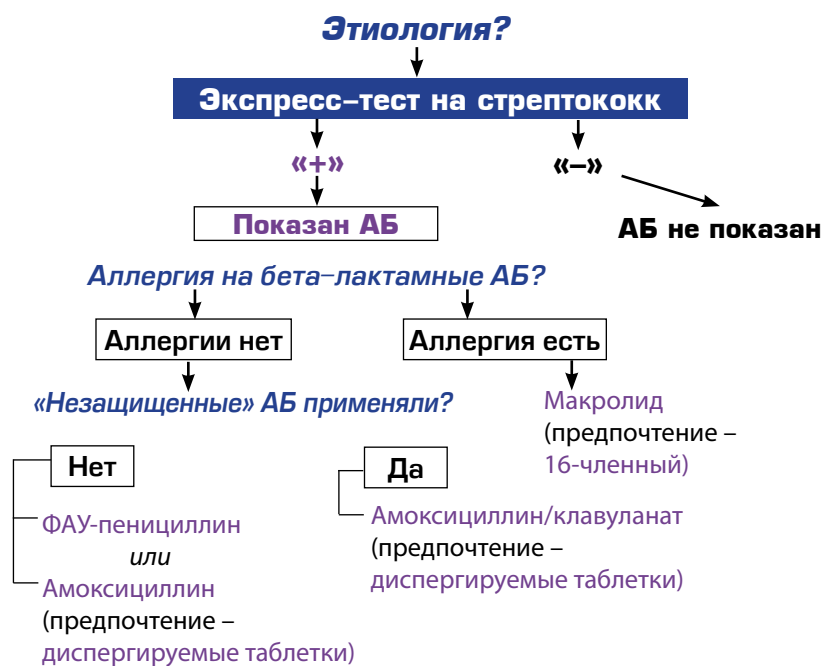 Этиология?
Экспресс–тест на стрептококк
«+»
«–»
Показан АБ
АБ не показан
Аллергия на бета–лактамные АБ?
Аллергии нет
Аллергия есть
«Незащищенные» АБ применяли?
Макролид
(предпочтение –
16-членный)
Нет
ФАУ-пенициллин
или
Амоксициллин
(предпочтение –
диспергируемые таблетки)
Да
Амоксициллин/клавуланат
(предпочтение –
диспергируемые таблетки)